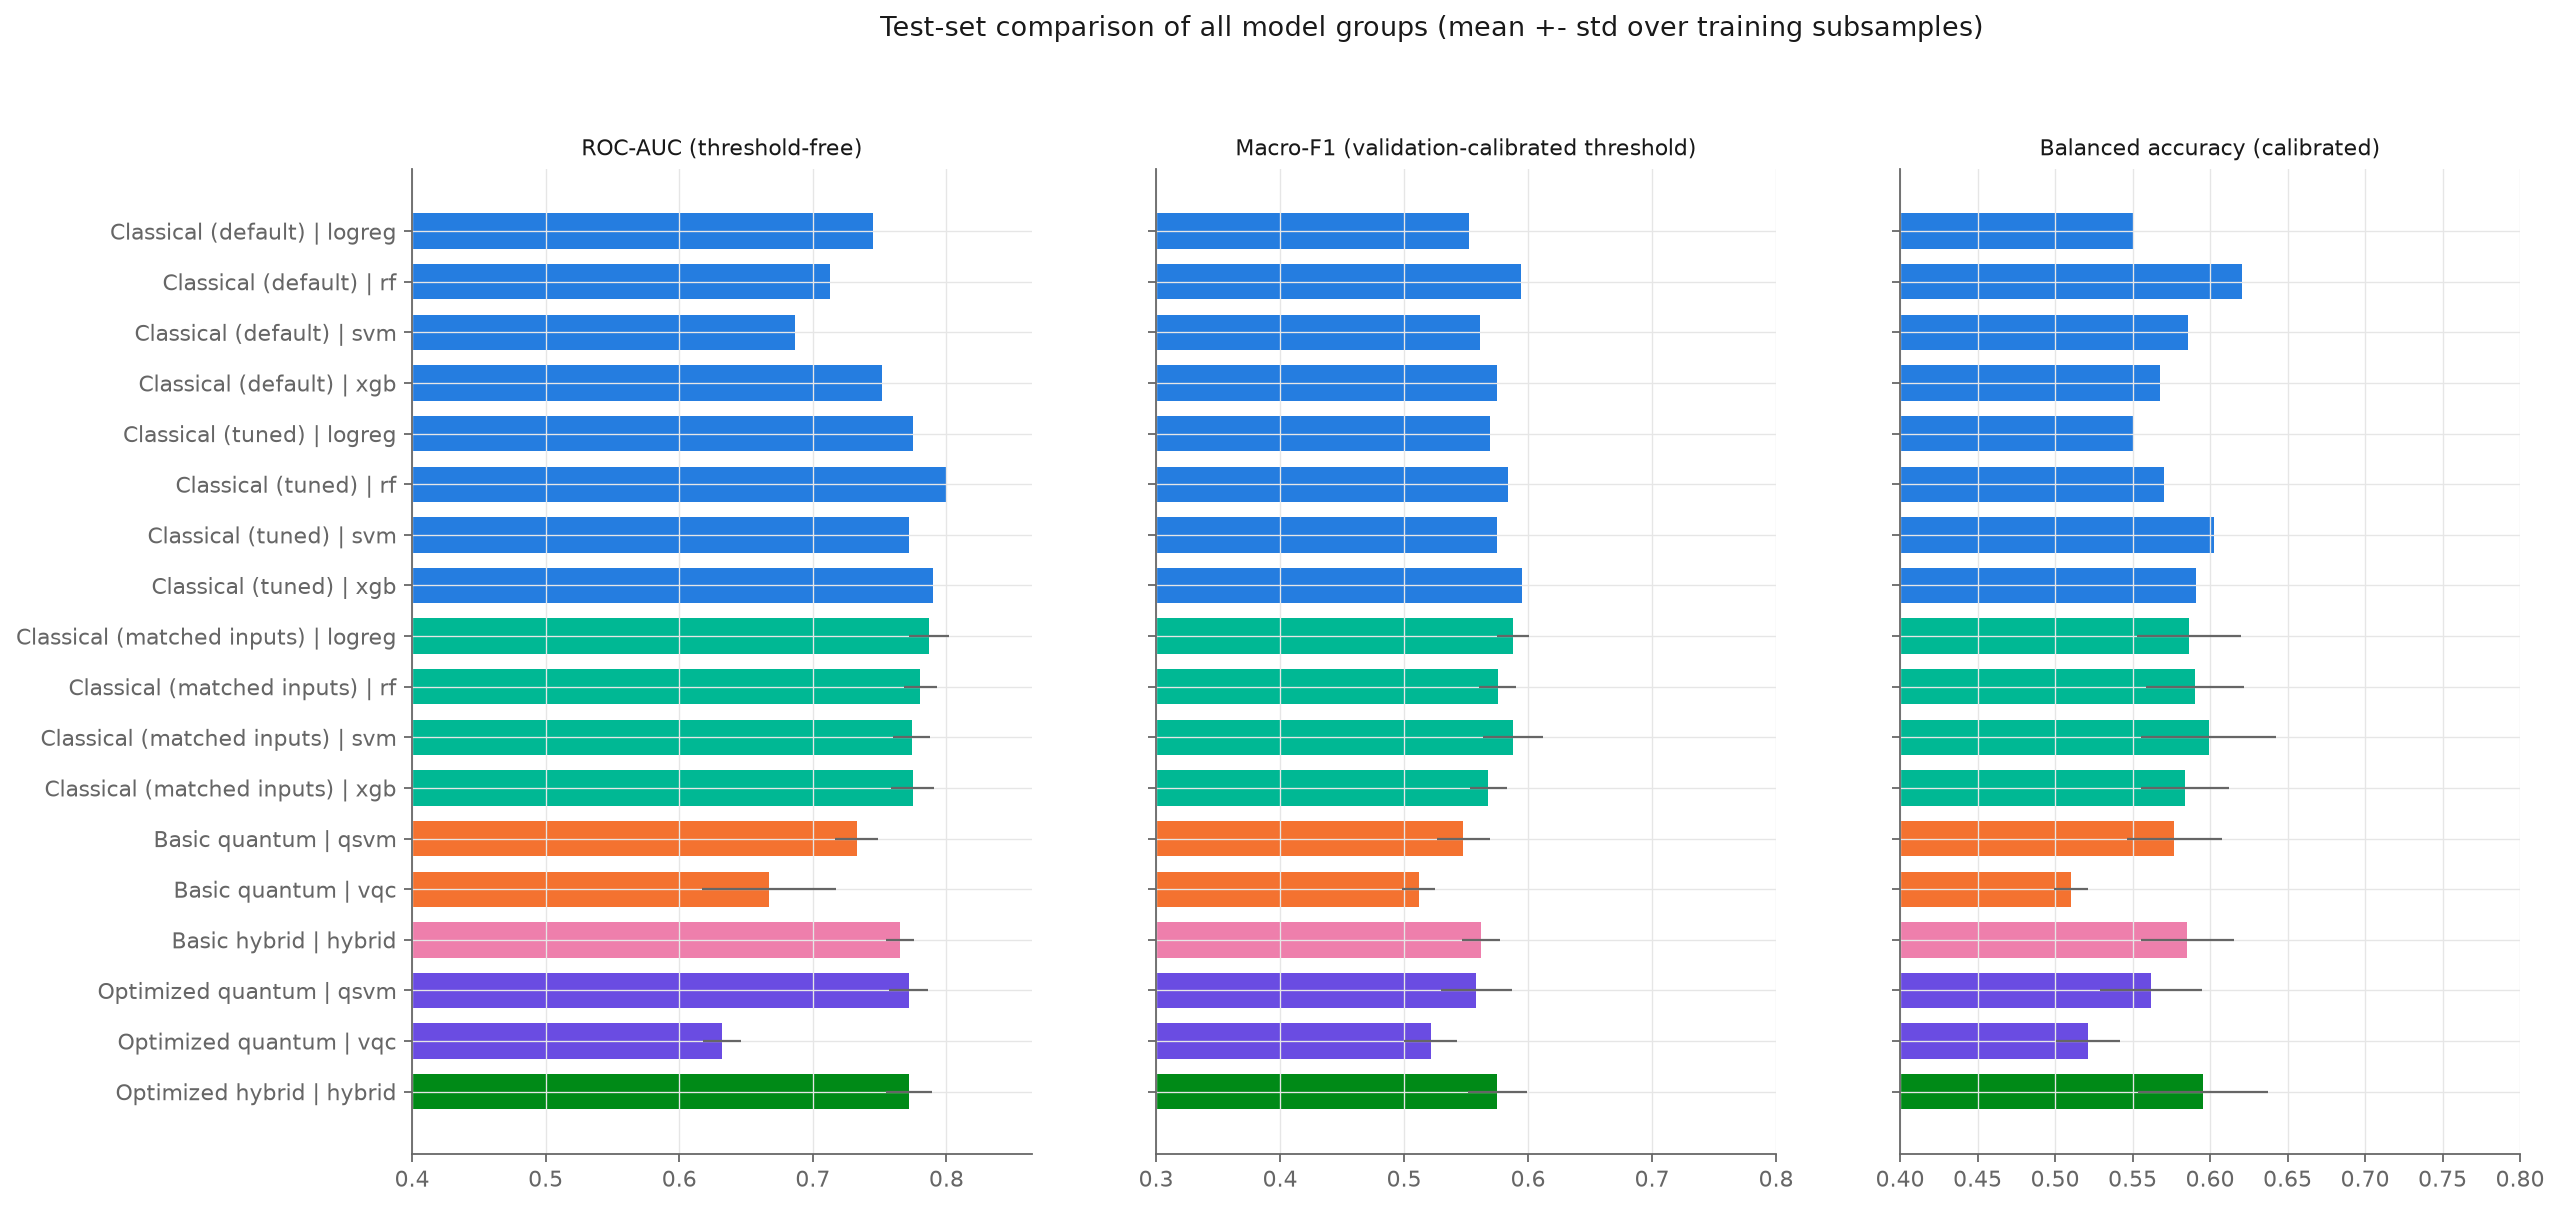 Test-set comparison of all model groups (mean +- std over training subsamples)
ROC-AUC (threshold-free)
Macro-F1 (validation-calibrated threshold)
Balanced accuracy (calibrated)
Classical (default) | logreg
Classical (default) | rf
Classical (default) | svm
Classical (default) | xgb
Classical (tuned) | logreg
Classical (tuned) | rf
Classical (tuned) | svm
Classical (tuned) | xgb
Classical (matched inputs) | logreg
Classical (matched inputs) | rf
Classical (matched inputs) | svm
Classical (matched inputs) | xgb
Basic quantum | qsvm
Basic quantum | vqc
Basic hybrid | hybrid
Optimized quantum | qsvm
Optimized quantum | vqc
Optimized hybrid | hybrid
0.4 0.5 0.6 0.7 0.8
0.3 0.4 0.5 0.6 0.7 0.8
0.40 0.45 0.50 0.55 0.60 0.65 0.70 0.75 0.80